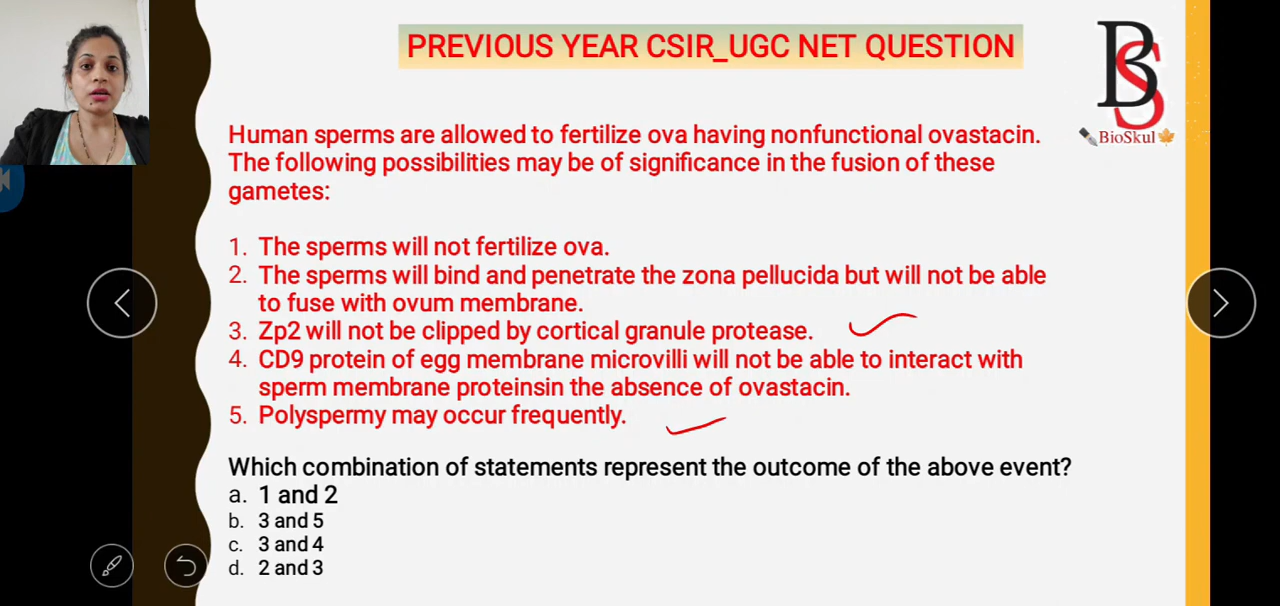 PREVIOUS YEAR CSIR_UGC NET QUESTION
BS
BioSkul
Human sperms are allowed to fertilize ova having nonfunctional ovastacin.
The following possibilities may be of significance in the fusion of these
gametes:
1. The sperms will not fertilize ova.
2. The sperms will bind and penetrate the zona pellucida but will not be able
to fuse with ovum membrane.
3. Zp2 will not be clipped by cortical granule protease.
4. CD9 protein of egg membrane microvilli will not be able to interact with
sperm membrane proteinsin the absence of ovastacin.
5. Polyspermy may occur frequently.
Which combination of statements represent the outcome of the above event?
a. 1 and 2
b. 3 and 5
c. 3 and 4
d. 2 and 3